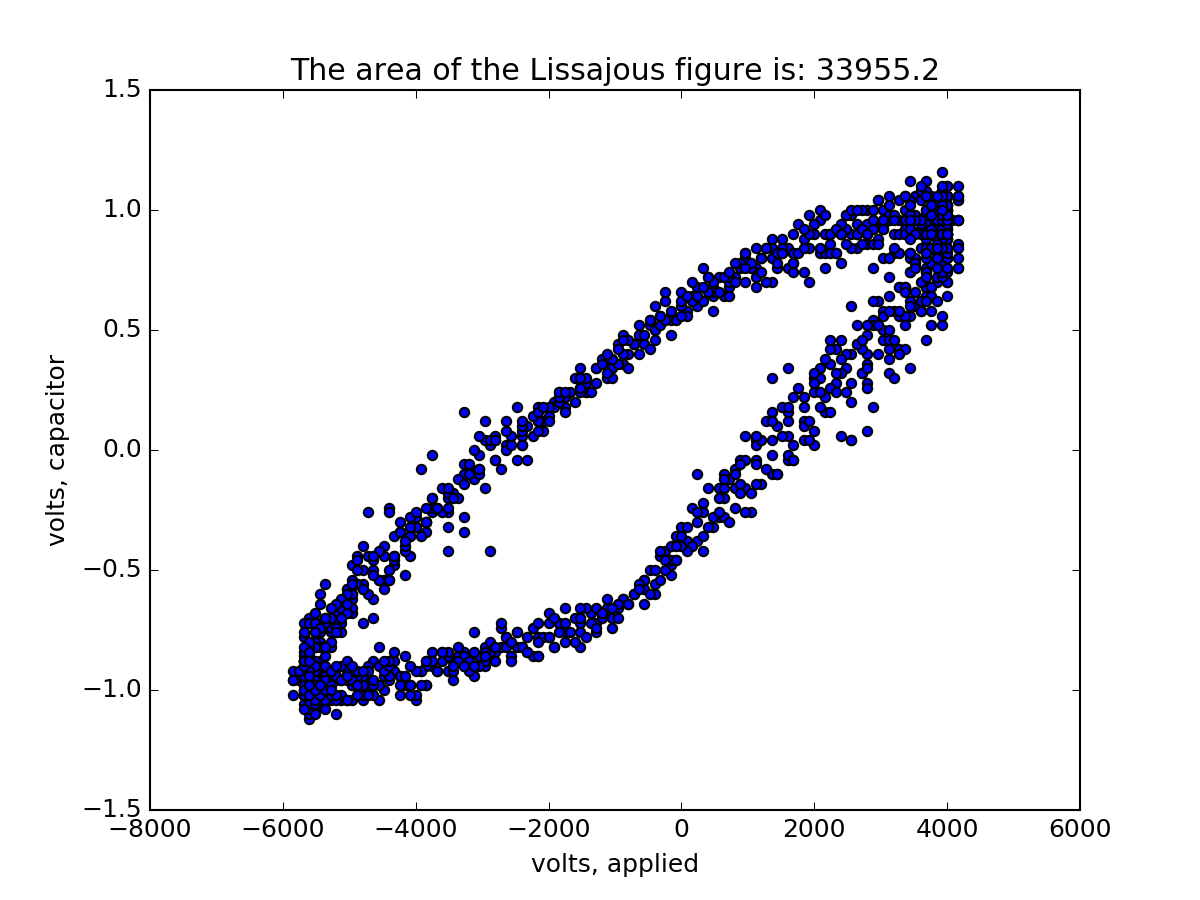 The area of the Lissajous figure is: 33955.2
1.5
1.0
0.5
0.0
−0.5
−1.0
−1.5
volts, capacitor
−8000 −6000 −4000 −2000 0 2000 4000 6000
volts, applied